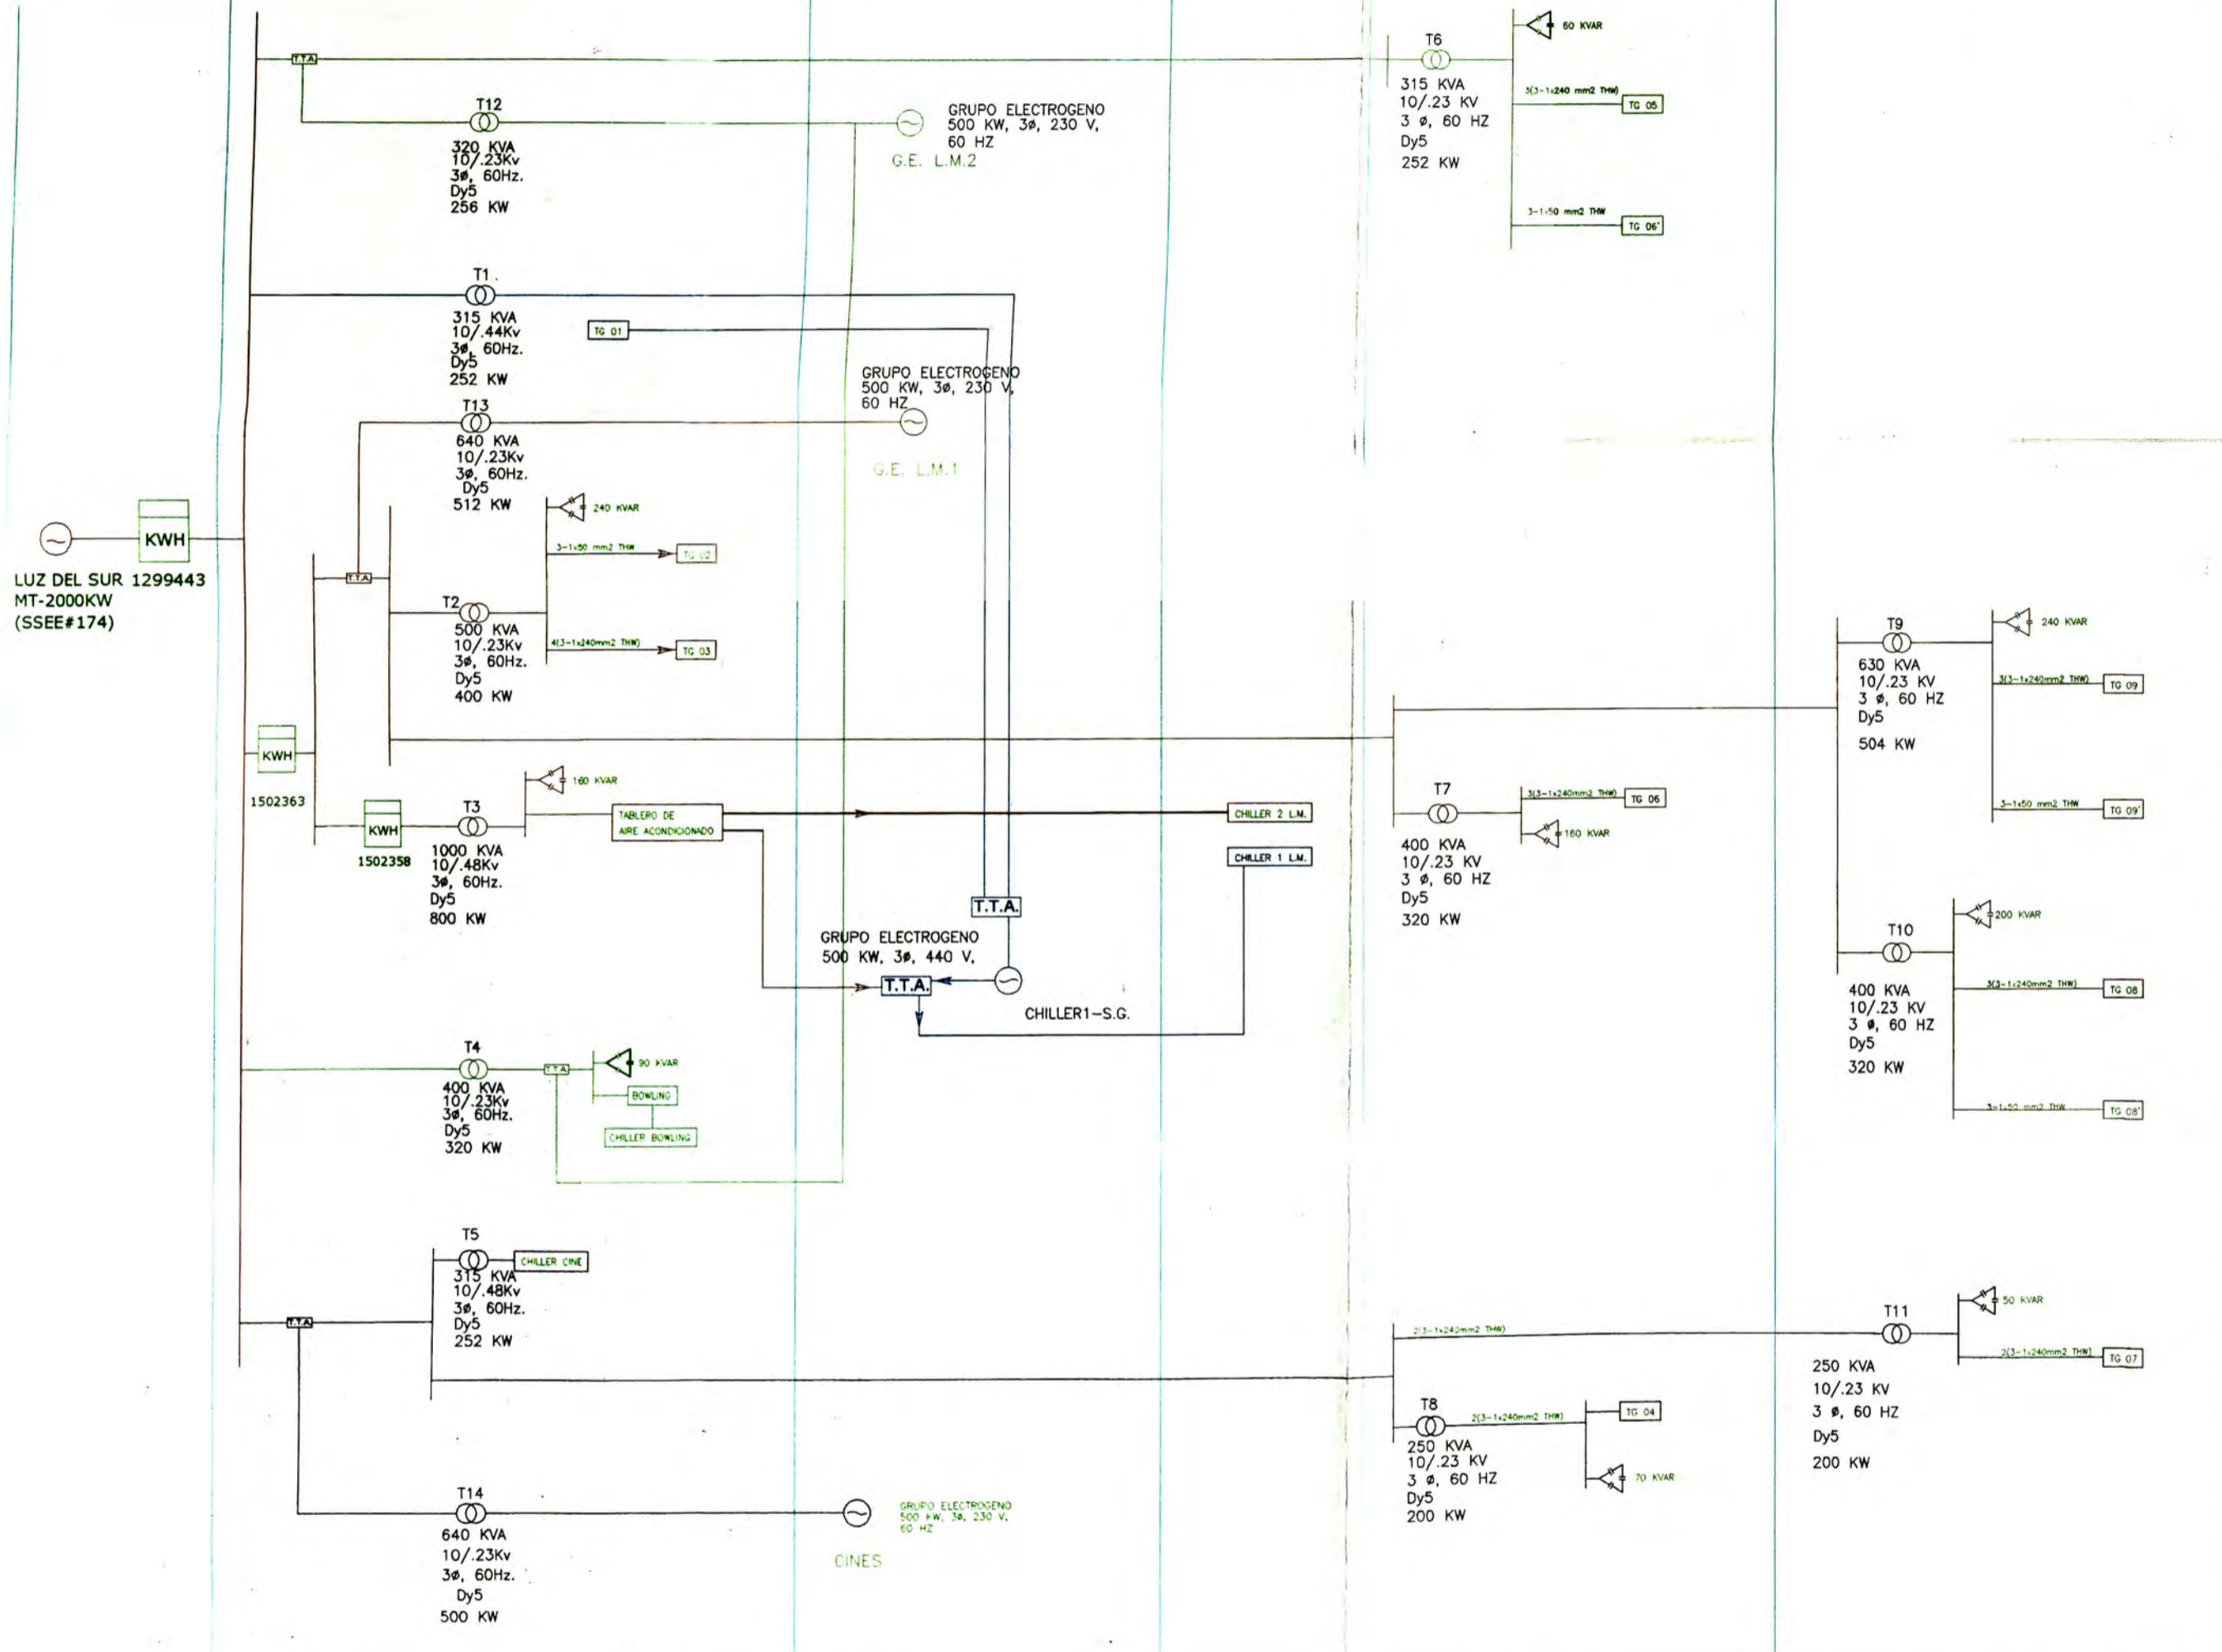 T.T.A
T12
320 KVA
10/.23Kv
3ø, 60Hz.
Dy5
256 KW
GRUPO ELECTROGENO
500 KW, 3ø, 230 V,
60 HZ
G.E. L.M.2
T6
315 KVA
10/.23 KV
3 ø, 60 HZ
Dy5
252 KW
60 KVAR
3(3-1x240 mm2 THW)
TG 05
3-1x50 mm2 THW
TG 06'
T1
315 KVA
10/.44Kv
3ø, 60Hz.
Dy5
252 KW
TG 01
T13
640 KVA
10/.23Kv
3ø, 60Hz.
Dy5
512 KW
GRUPO ELECTROGENO
500 KW, 3ø, 230 V,
60 HZ
G.E. L.M.1
KWH
LUZ DEL SUR 1299443
MT-2000KW
(SSEE#174)
T.T.A
T2
500 KVA
10/.23Kv
3ø, 60Hz.
Dy5
400 KW
240 KVAR
3-1x50 mm2 THW
TG 02
4(3-1x240mm2 THW)
TG 03
KWH
1502363
KWH
1502358
T3
1000 KVA
10/.48Kv
3ø, 60Hz.
Dy5
800 KW
160 KVAR
TABLERO DE
AIRE ACONDICIONADO
CHILLER 2 L.M.
CHILLER 1 L.M.
T.T.A.
GRUPO ELECTROGENO
500 KW, 3ø, 440 V,
T.T.A.
CHILLER1-S.G.
T7
400 KVA
10/.23 KV
3 ø, 60 HZ
Dy5
320 KW
3(3-1x240mm2 THW)
TG 06
160 KVAR
T9
630 KVA
10/.23 KV
3 ø, 60 HZ
Dy5
504 KW
240 KVAR
3(3-1x240mm2 THW)
TG 09
3-1x50 mm2 THW
TG 09'
T10
400 KVA
10/.23 KV
3 ø, 60 HZ
Dy5
320 KW
200 KVAR
3(3-1x240mm2 THW)
TG 08
3-1x50 mm2 THW
TG 08'
T4
400 KVA
10/.23Kv
3ø, 60Hz.
Dy5
320 KW
T.T.A
90 KVAR
BOWLING
CHILLER BOWLING
T5
315 KVA
10/.48Kv
3ø, 60Hz.
Dy5
252 KW
CHILLER CINE
T.T.A
T14
640 KVA
10/.23Kv
3ø, 60Hz.
Dy5
500 KW
GRUPO ELECTROGENO
500 KW, 3ø, 230 V,
60 HZ
CINES
2(3-1x240mm2 THW)
T8
250 KVA
10/.23 KV
3 ø, 60 HZ
Dy5
200 KW
2(3-1x240mm2 THW)
TG 04
70 KVAR
T11
250 KVA
10/.23 KV
3 ø, 60 HZ
Dy5
200 KW
50 KVAR
2(3-1x240mm2 THW)
TG 07